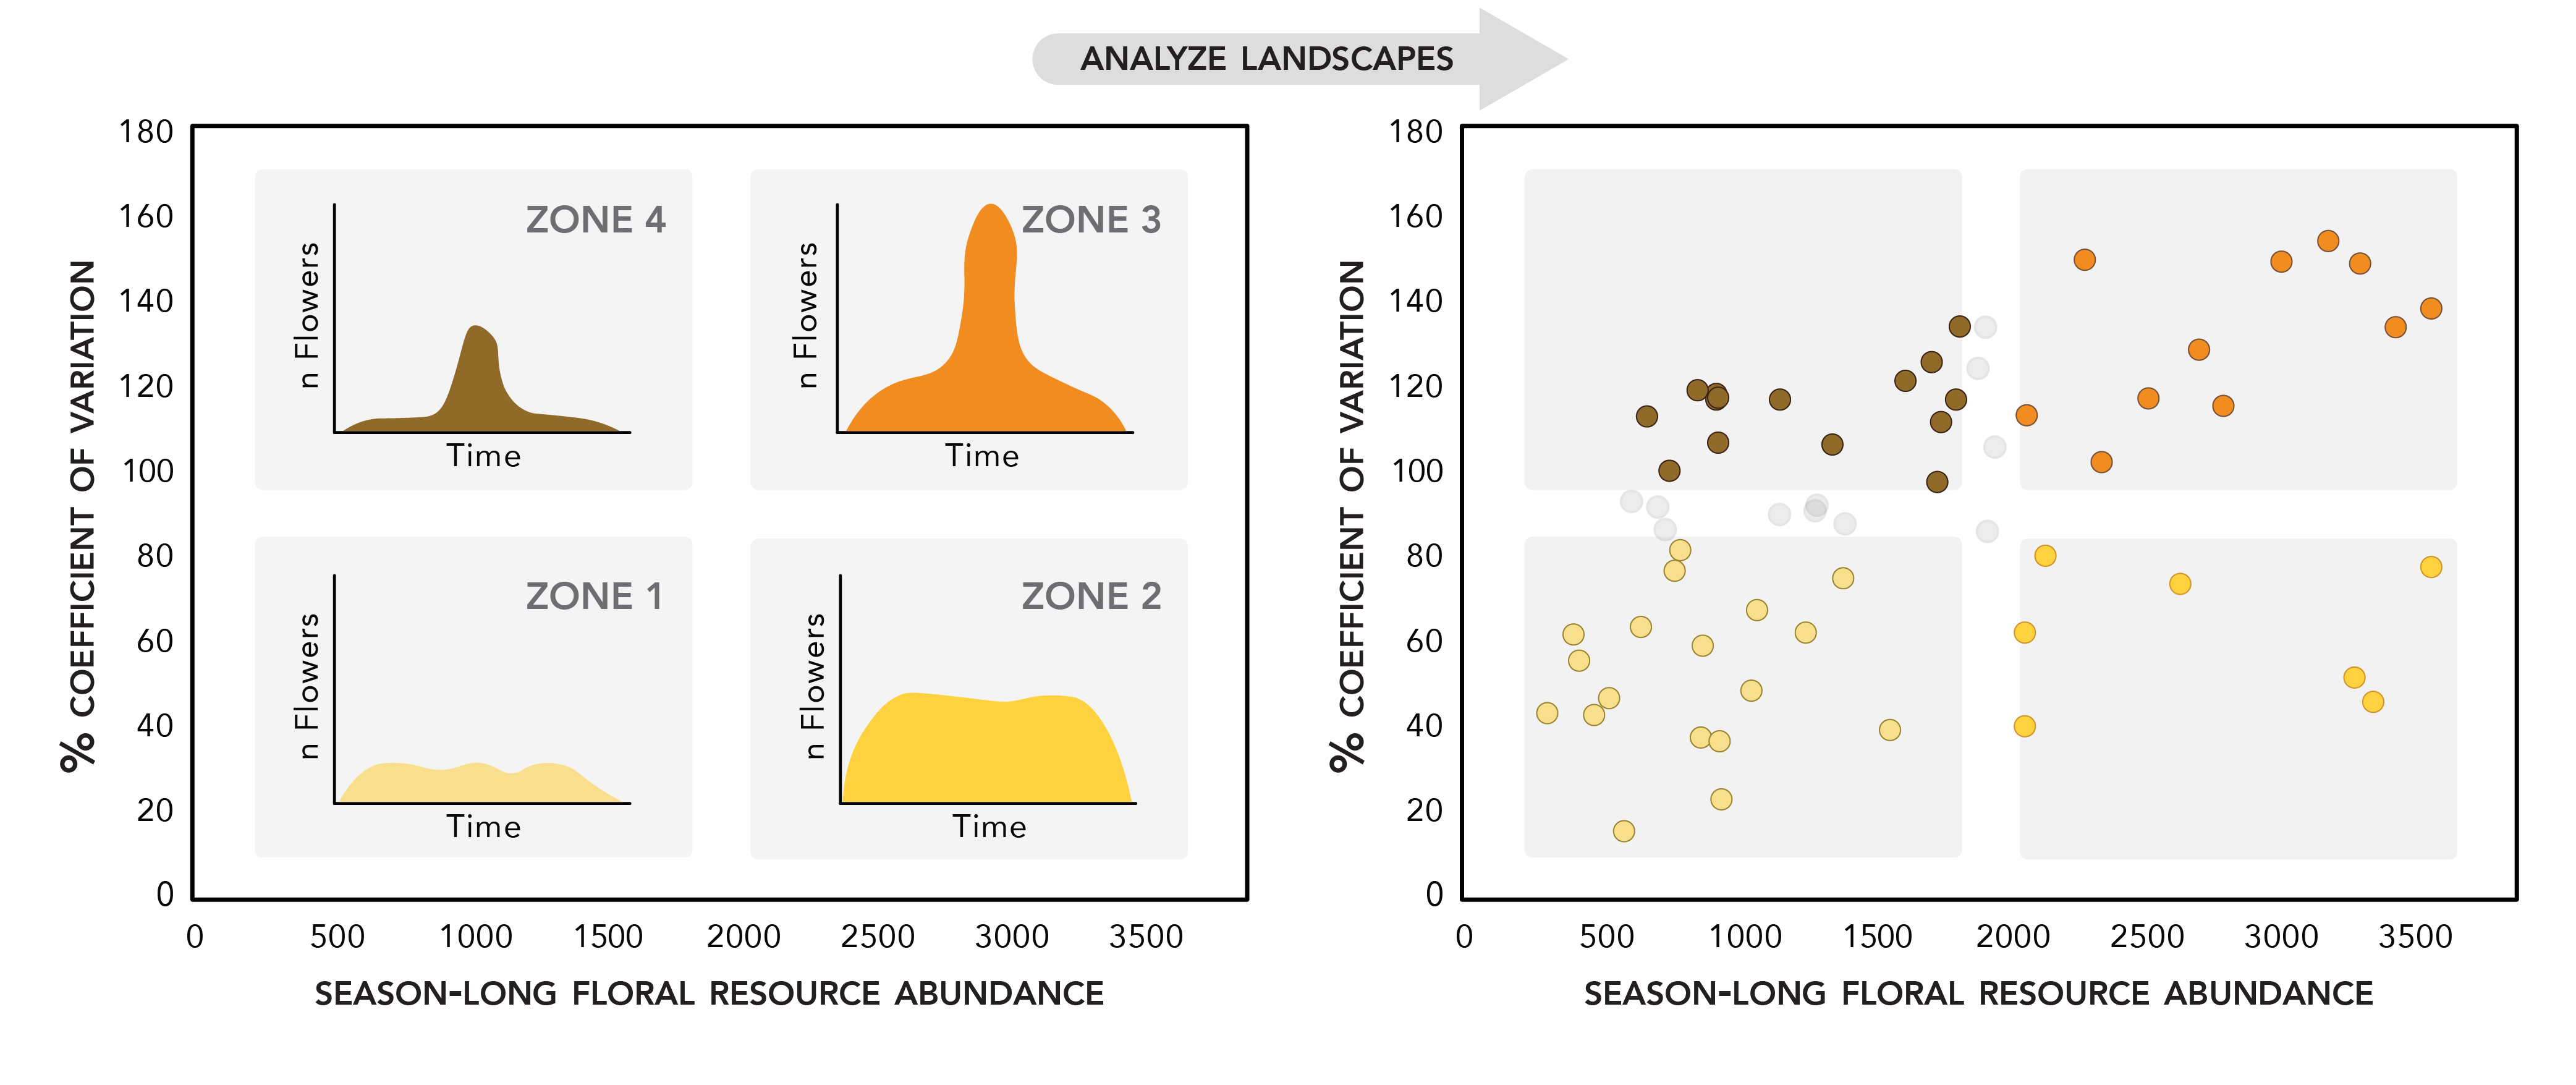 ANALYZE LANDSCAPES
% COEFFICIENT OF VARIATION
180
160
140
120
100
80
60
40
20
0
ZONE 4
n Flowers
Time
ZONE 3
n Flowers
Time
ZONE 1
n Flowers
Time
ZONE 2
n Flowers
Time
0 500 1000 1500 2000 2500 3000 3500
SEASON-LONG FLORAL RESOURCE ABUNDANCE
% COEFFICIENT OF VARIATION
180
160
140
120
100
80
60
40
20
0
0 500 1000 1500 2000 2500 3000 3500
SEASON-LONG FLORAL RESOURCE ABUNDANCE